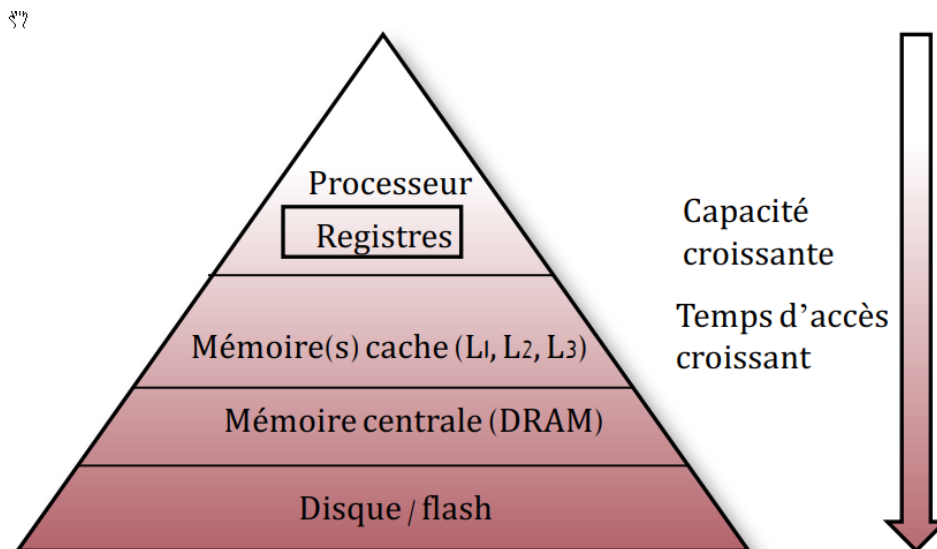 Processeur
Registres
Mémoire(s) cache (L1, L2, L3)
Mémoire centrale (DRAM)
Disque / flash
Capacité
croissante
Temps d’accès
croissant